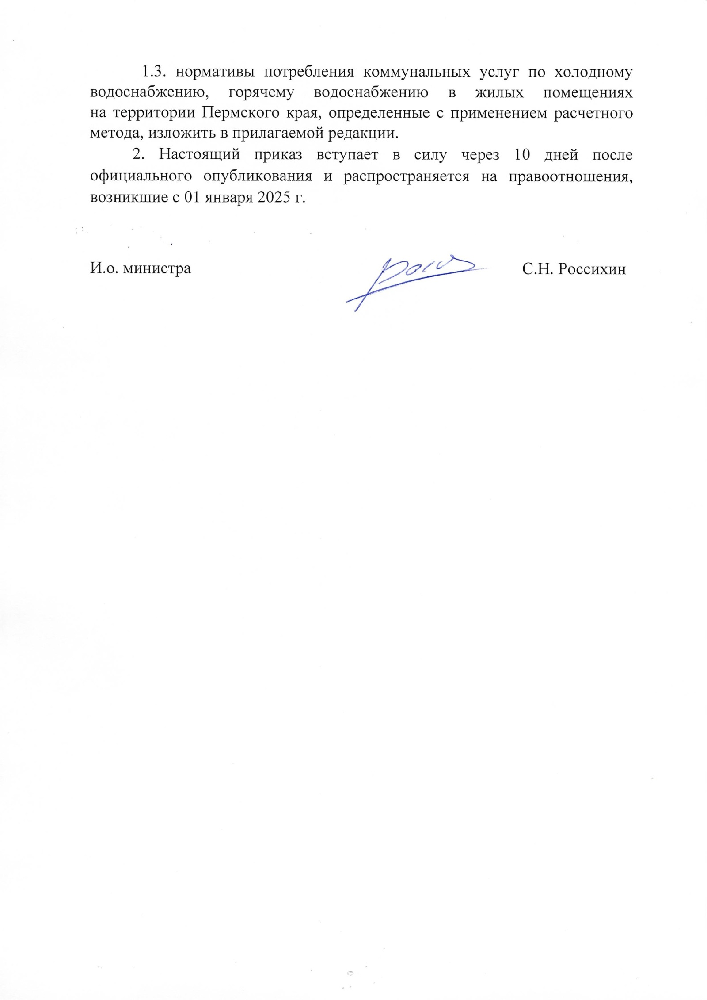 1.3. нормативы потребления коммунальных услуг по холодному
водоснабжению, горячему водоснабжению в жилых помещениях
на территории Пермского края, определенные с применением расчетного
метода, изложить в прилагаемой редакции.
2. Настоящий приказ вступает в силу через 10 дней после
официального опубликования и распространяется на правоотношения,
возникшие с 01 января 2025 г.
И.о. министра
С.Н. Россихин